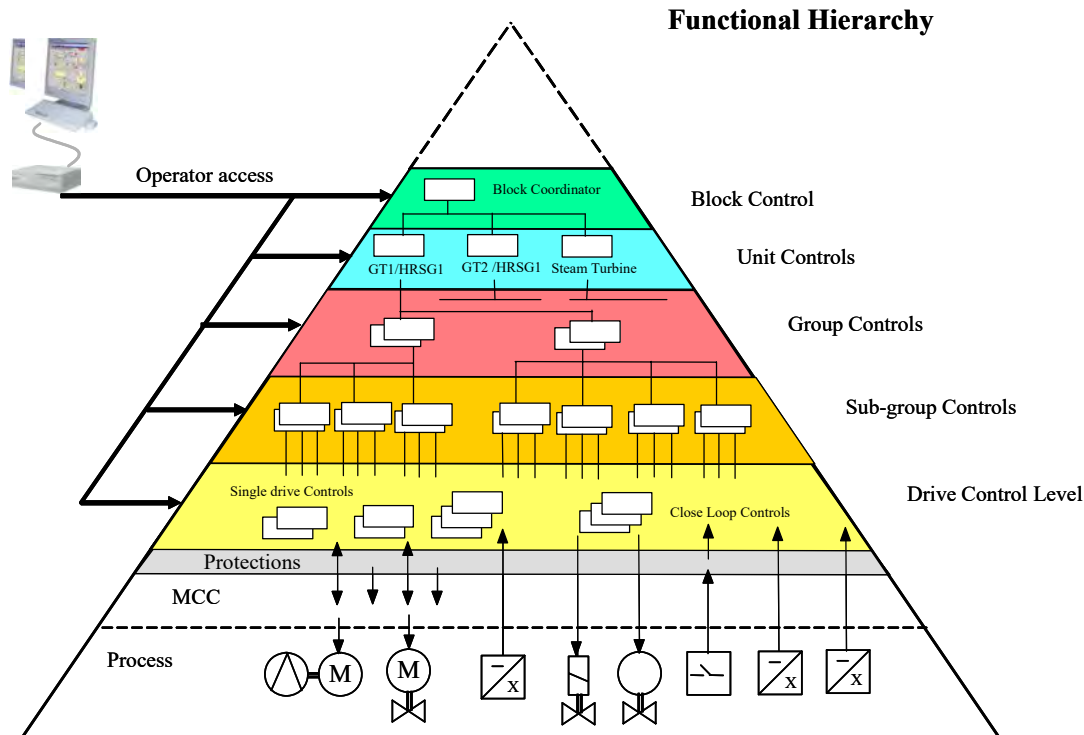 Functional Hierarchy
Operator access
Block Coordinator
Block Control
GT1/HRSG1
GT2 /HRSG1
Steam Turbine
Unit Controls
Group Controls
Sub-group Controls
Single drive Controls
Close Loop Controls
Drive Control Level
Protections
MCC
Process
M
M
x
x
x